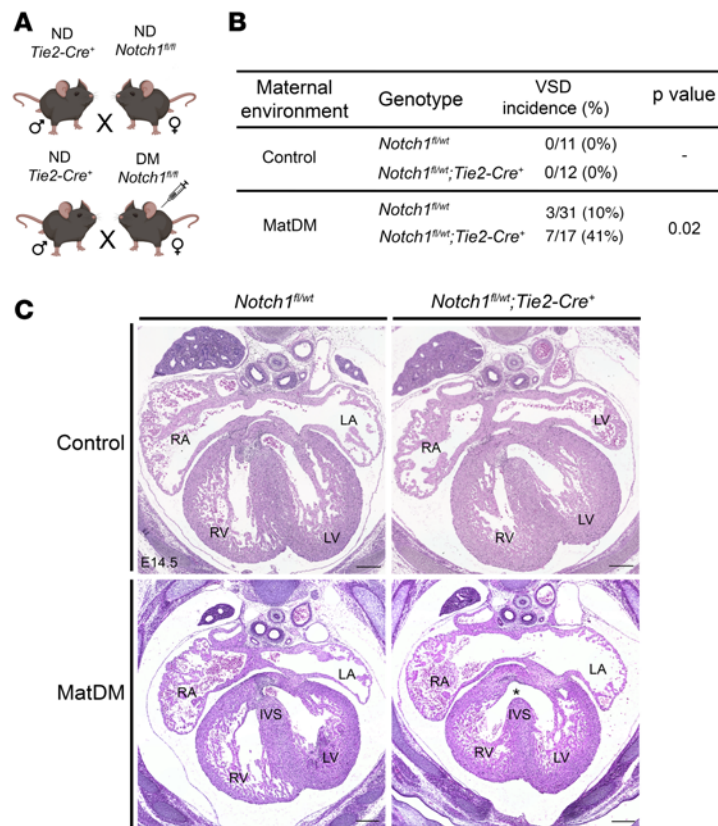 A
ND
ND
Tie2-Cre⁺
Notch1ᶠˡ/ᶠˡ
♂ X ♀
ND
DM
Tie2-Cre⁺
Notch1ᶠˡ/ᶠˡ
♂ X ♀
B
Maternal environment Genotype VSD incidence (%) p value
Control Notch1ᶠˡ/ʷᵗ 0/11 (0%) -
Notch1ᶠˡ/ʷᵗ;Tie2-Cre⁺ 0/12 (0%)
MatDM Notch1ᶠˡ/ʷᵗ 3/31 (10%) 0.02
Notch1ᶠˡ/ʷᵗ;Tie2-Cre⁺ 7/17 (41%)
C
Notch1ᶠˡ/ʷᵗ Notch1ᶠˡ/ʷᵗ;Tie2-Cre⁺
Control
RA LA
RV LV
E14.5
RA LV
RV LV
MatDM
RA LA
IVS
RV LV
RA LA
*
IVS
RV LV